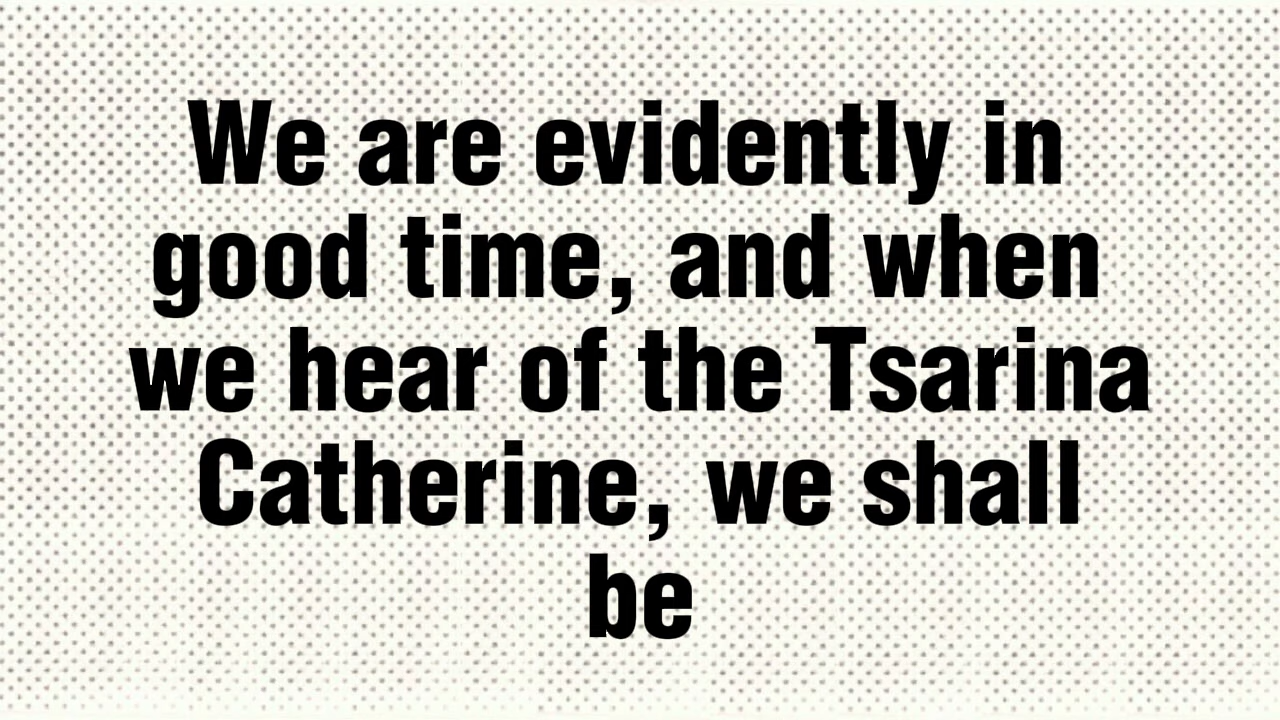 We are evidently in
good time, and when
we hear of the Tsarina
Catherine, we shall
be